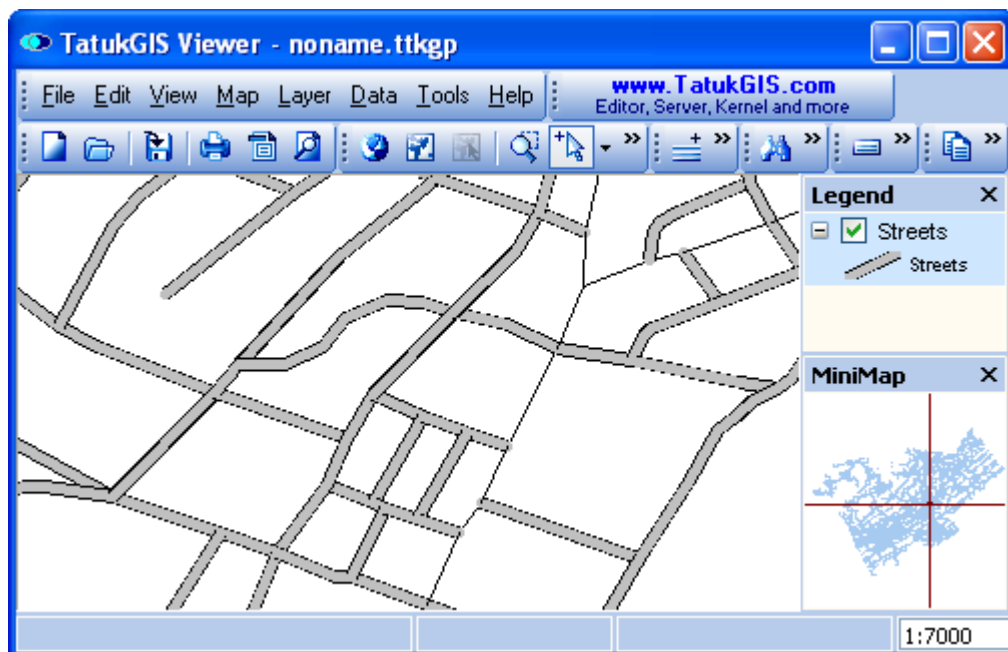 TatukGIS Viewer - noname.ttkgp
File Edit View Map Layer Data Tools Help
www.TatukGIS.com
Editor, Server, Kernel and more
Legend
Streets
Streets
MiniMap
1:7000